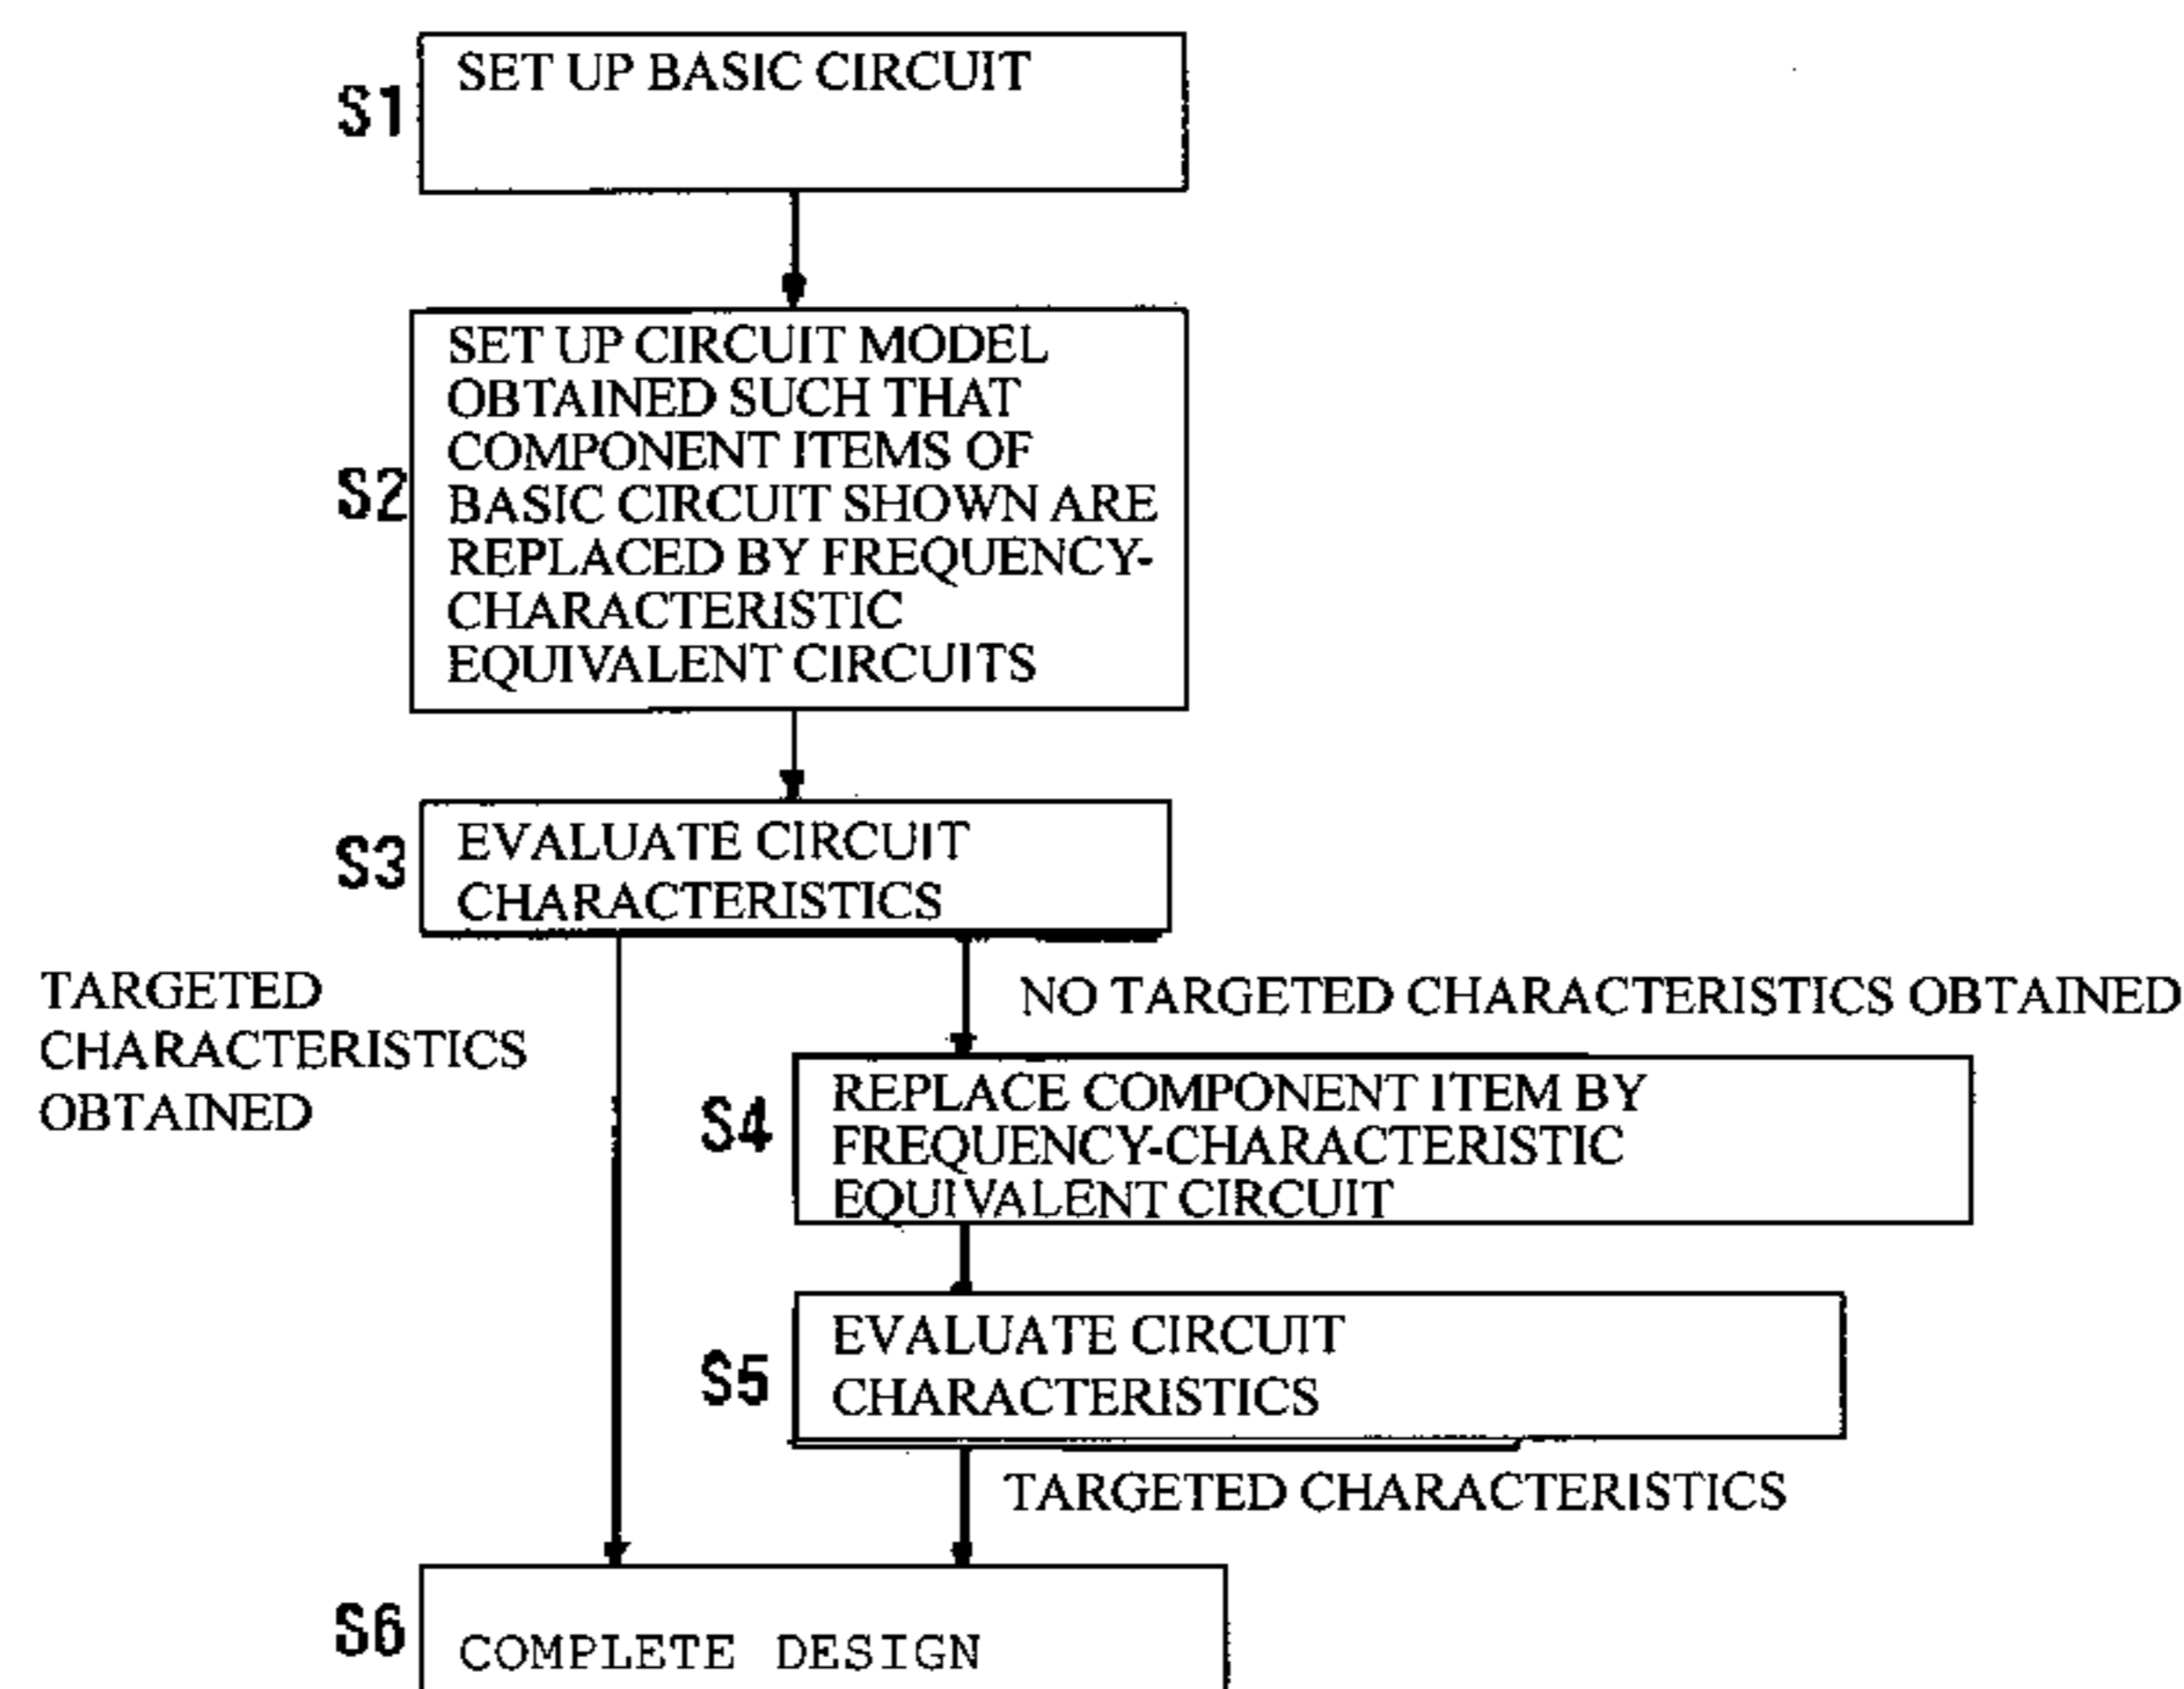 S1
SET UP BASIC CIRCUIT
S2
SET UP CIRCUIT MODEL
OBTAINED SUCH THAT
COMPONENT ITEMS OF
BASIC CIRCUIT SHOWN ARE
REPLACED BY FREQUENCY-
CHARACTERISTIC
EQUIVALENT CIRCUITS
S3
EVALUATE CIRCUIT
CHARACTERISTICS
TARGETED
CHARACTERISTICS
OBTAINED
NO TARGETED CHARACTERISTICS OBTAINED
S4
REPLACE COMPONENT ITEM BY
FREQUENCY-CHARACTERISTIC
EQUIVALENT CIRCUIT
S5
EVALUATE CIRCUIT
CHARACTERISTICS
TARGETED CHARACTERISTICS
S6
COMPLETE DESIGN